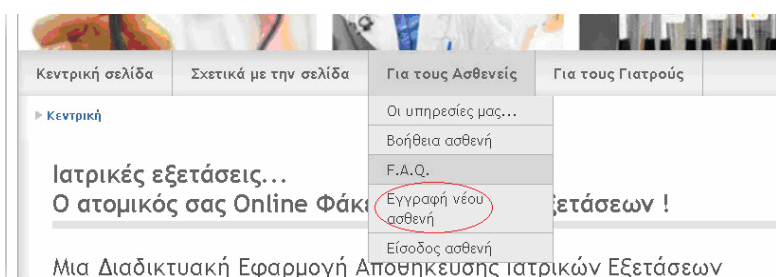 Κεντρική σελίδα Σχετικά με την σελίδα Για τους Ασθενείς Για τους Γιατρούς
Κεντρική
Οι υπηρεσίες μας...
Βοήθεια ασθενή
F.A.Q.
Εγγραφή νέου
ασθενή
Είσοδος ασθενή
Ιατρικές εξετάσεις...
Ο ατομικός σας Online Φάκε ξετάσεων !
Μια Διαδικτυακή Εφαρμογή Αποθήκευσης Ιατρικών Εξετάσεων